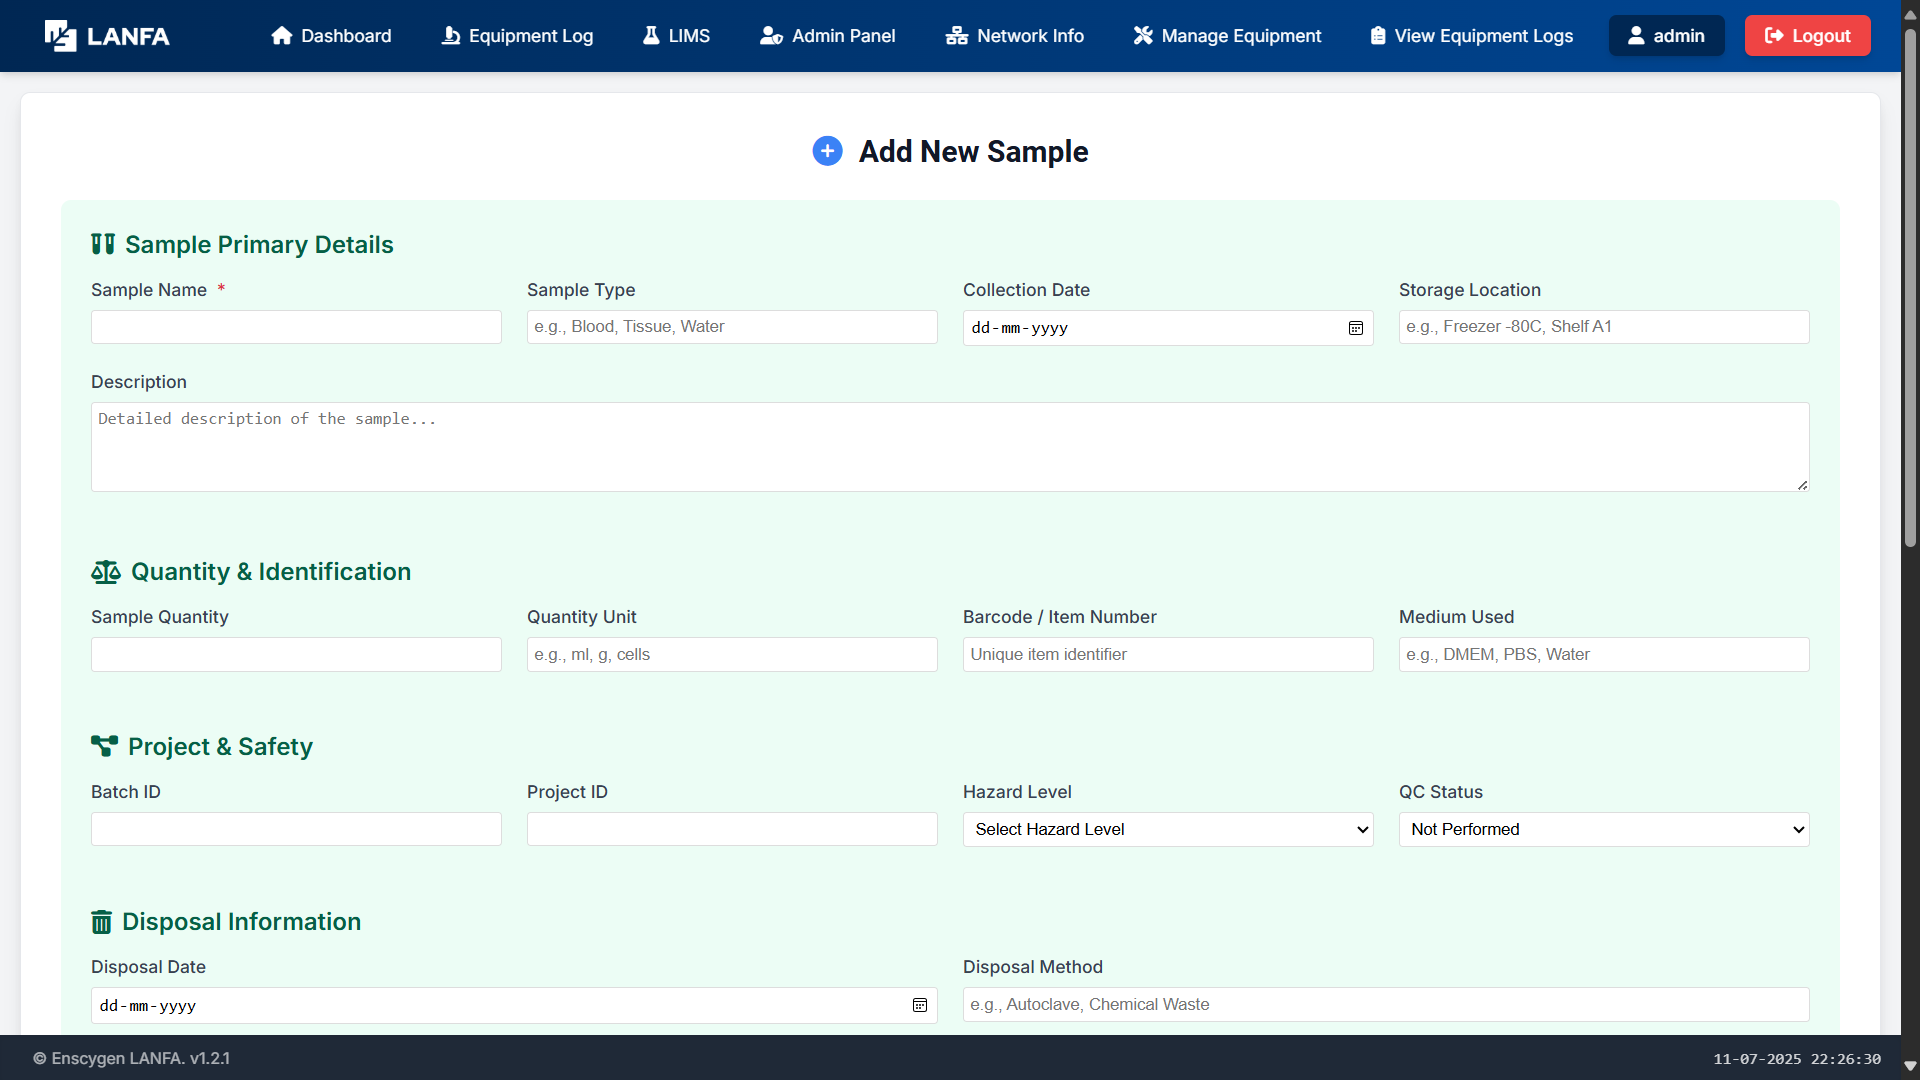 LANFA Dashboard Equipment Log LIMS Admin Panel Network Info Manage Equipment View Equipment Logs admin Logout
Add New Sample
Sample Primary Details
Sample Name * Sample Type Collection Date Storage Location
e.g., Blood, Tissue, Water dd-mm-yyyy e.g., Freezer -80C, Shelf A1
Description
Detailed description of the sample...
Quantity & Identification
Sample Quantity Quantity Unit Barcode / Item Number Medium Used
e.g., ml, g, cells Unique item identifier e.g., DMEM, PBS, Water
Project & Safety
Batch ID Project ID Hazard Level QC Status
Select Hazard Level Not Performed
Disposal Information
Disposal Date Disposal Method
dd-mm-yyyy e.g., Autoclave, Chemical Waste
© Enscygen LANFA. v1.2.1 11-07-2025 22:26:30